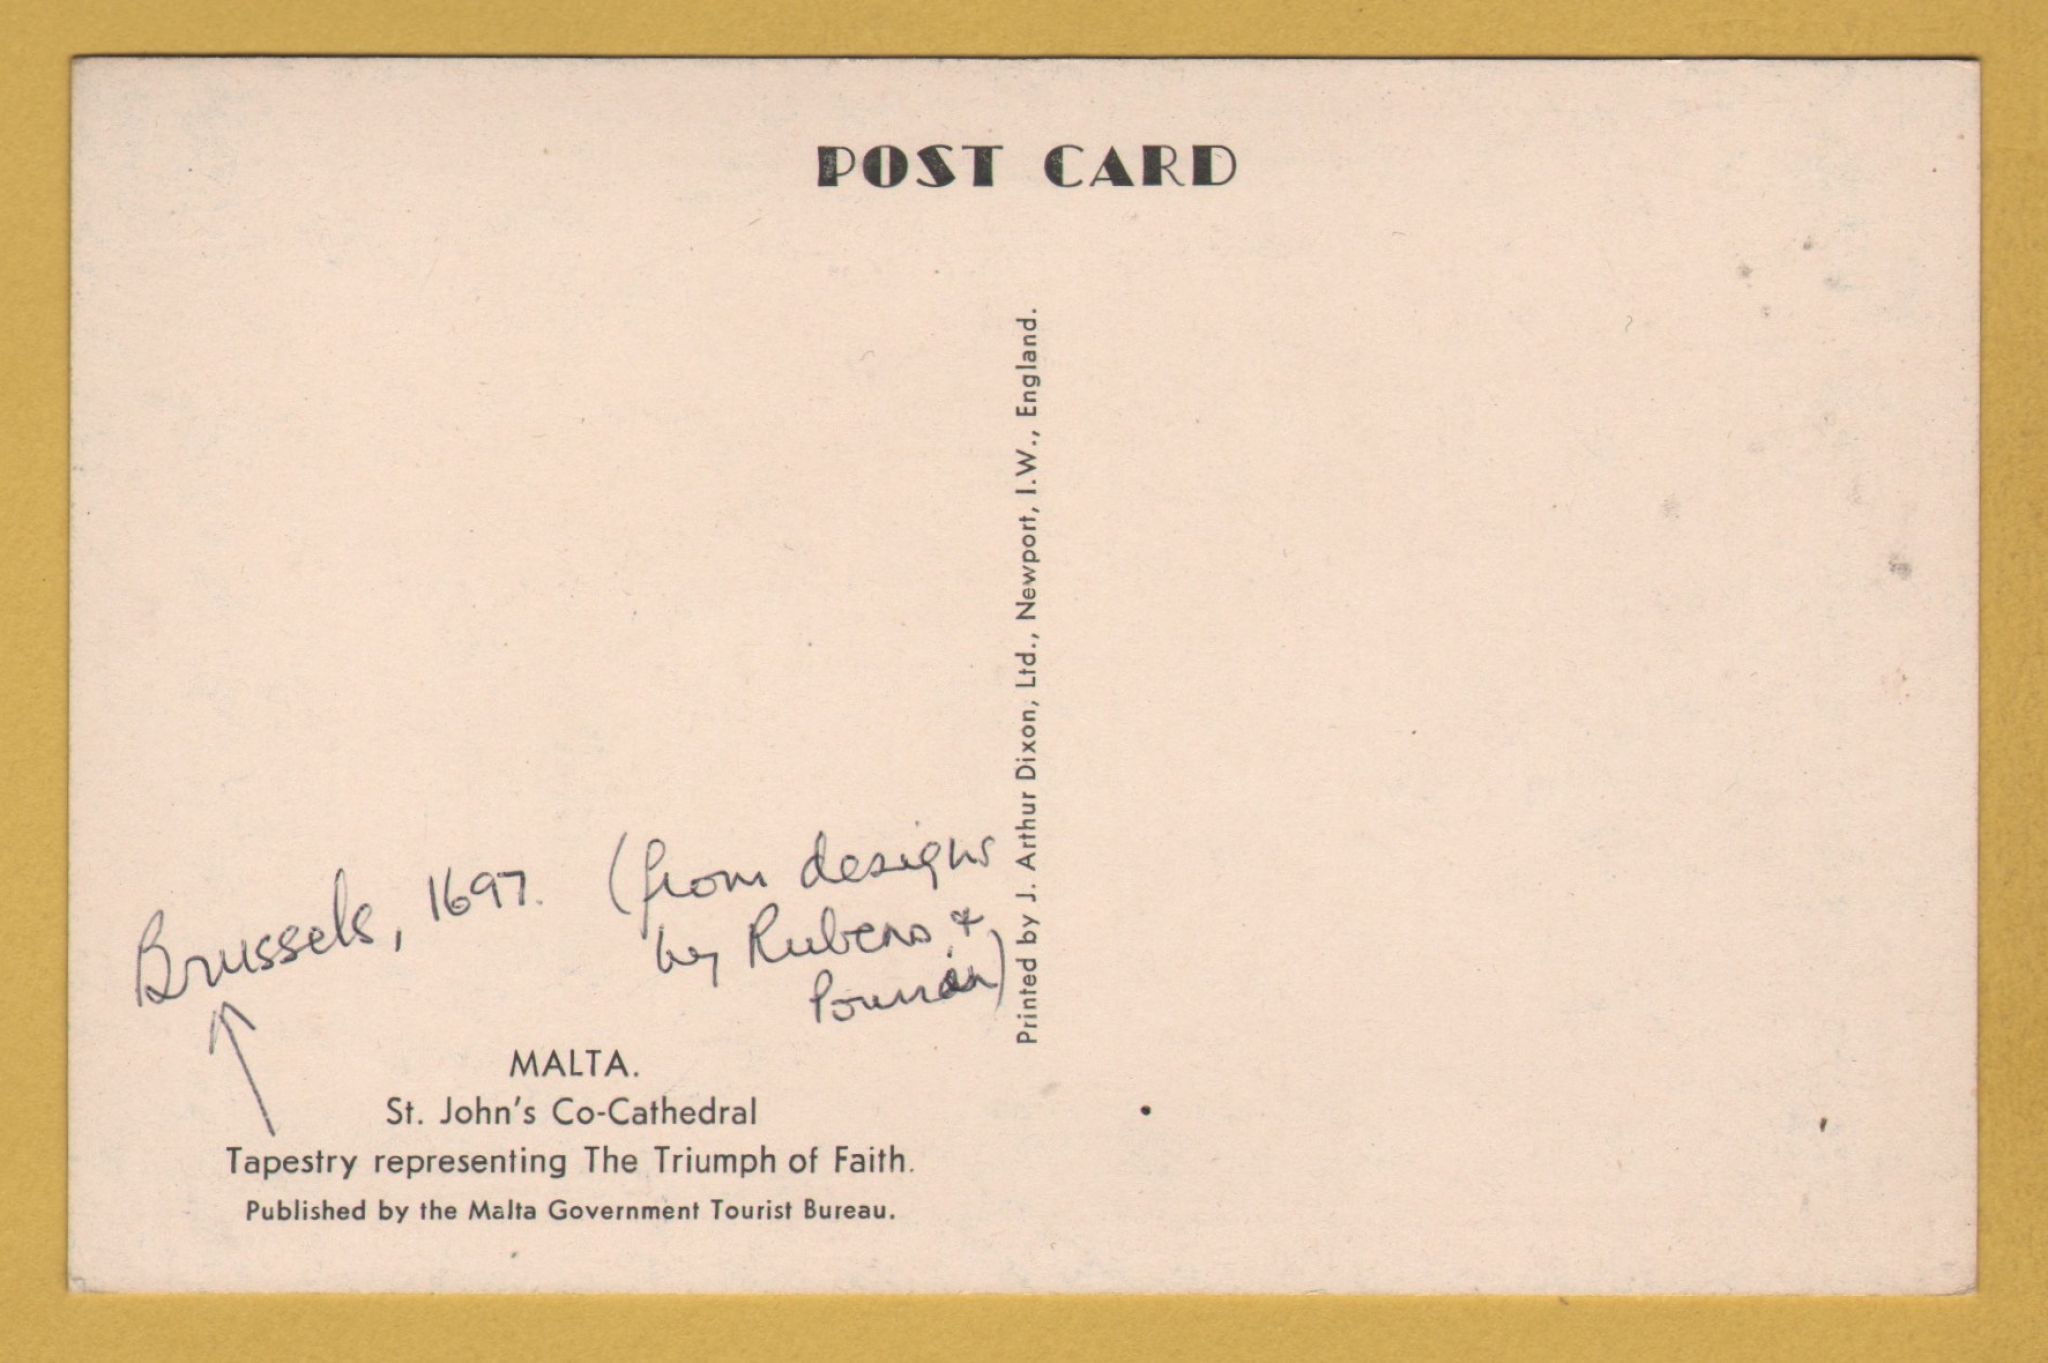 POST CARD
Printed by J. Arthur Dixon, Ltd., Newport, I.W., England.
Brussels, 1697. (from designs
by Rubens &
Poussin)
MALTA.
St. John's Co-Cathedral
Tapestry representing The Triumph of Faith.
Published by the Malta Government Tourist Bureau.